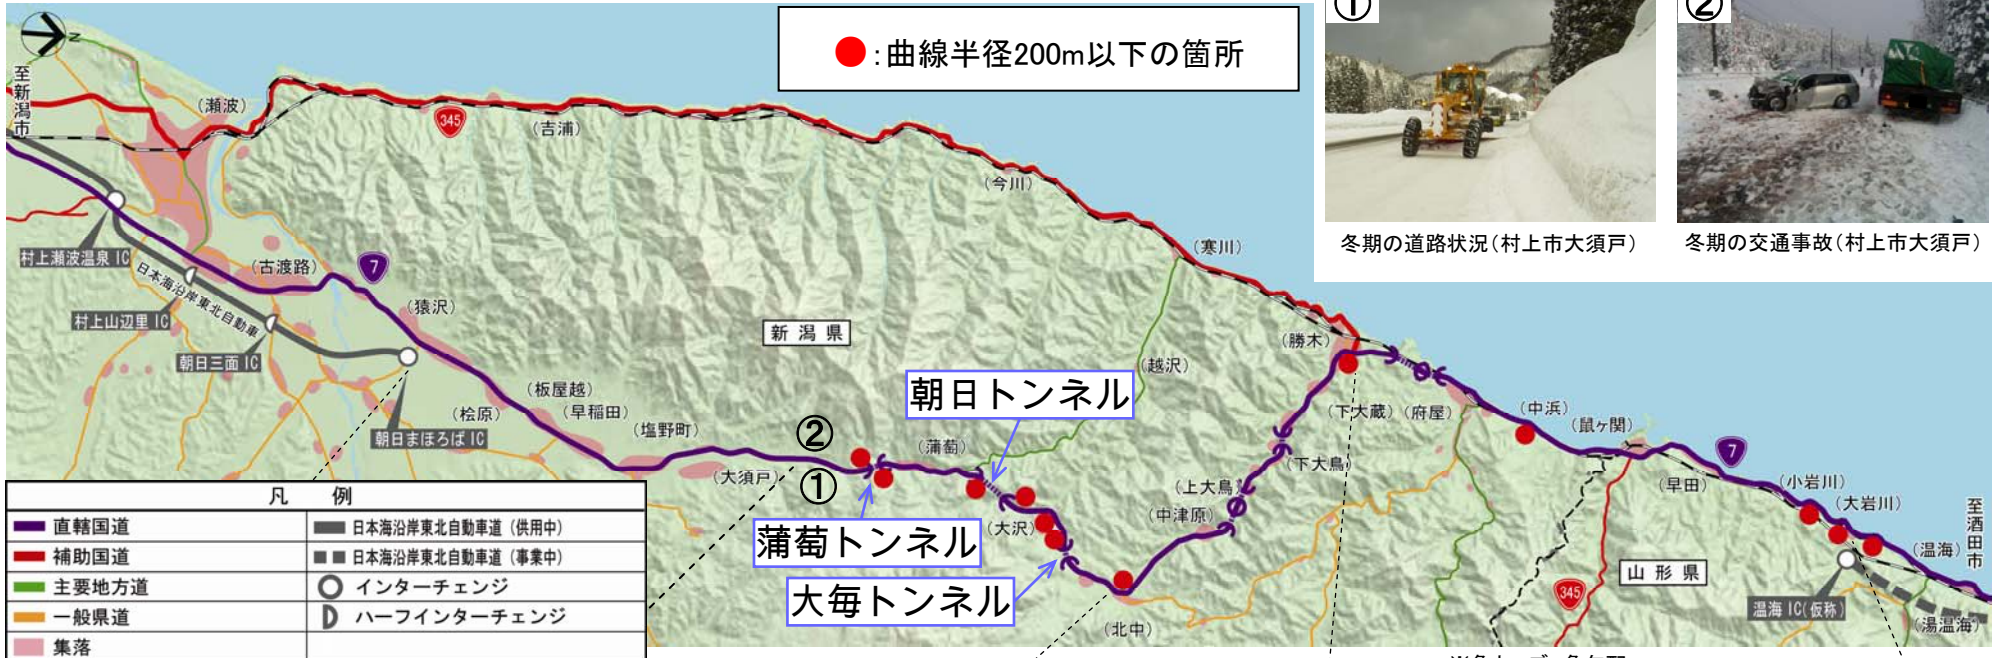 ①
②
●：曲線半径200m以下の箇所
冬期の道路状況（村上市大須戸）
冬期の交通事故（村上市大須戸）
N
至新潟市
（瀬波）
345
（吉浦）
（今川）
（寒川）
村上瀬波温泉 IC
日本海沿岸東北自動車
（古渡路）
7
（猿沢）
村上山辺里 IC
朝日三面 IC
新潟県
（勝木）
（越沢）
朝日トンネル
（板屋越）
（桧原）
（早稲田）
朝日まほろば IC
（塩野町）
②
（蒲萄）
（下大蔵）
（府屋）
（中浜）
（鼠ヶ関）
7
（大須戸）
①
（上大鳥）
（下大鳥）
（早田）
（小岩川）
（大岩川）
至酒田市
（中津原）
（大沢）
蒲萄トンネル
（温海）
大毎トンネル
山形県
345
温海 IC(仮称)
（湯温海）
（北中）
凡　例
直轄国道
日本海沿岸東北自動車道（供用中）
補助国道
日本海沿岸東北自動車道（事業中）
主要地方道
インターチェンジ
一般県道
ハーフインターチェンジ
集落